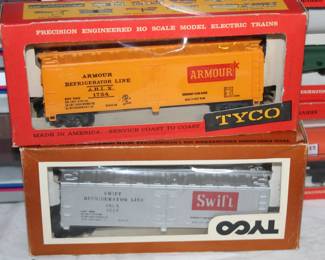 PRECISION ENGINEERED HO SCALE MODEL ELECTRIC TRAINS
ARMOUR
REFRIGERATOR LINE
A.R.L.X.
1784
ARMOUR
TYCO
MADE IN AMERICA - SERVICE COAST TO COAST
SWIFT
REFRIGERATOR LINE
Swift
TYCO